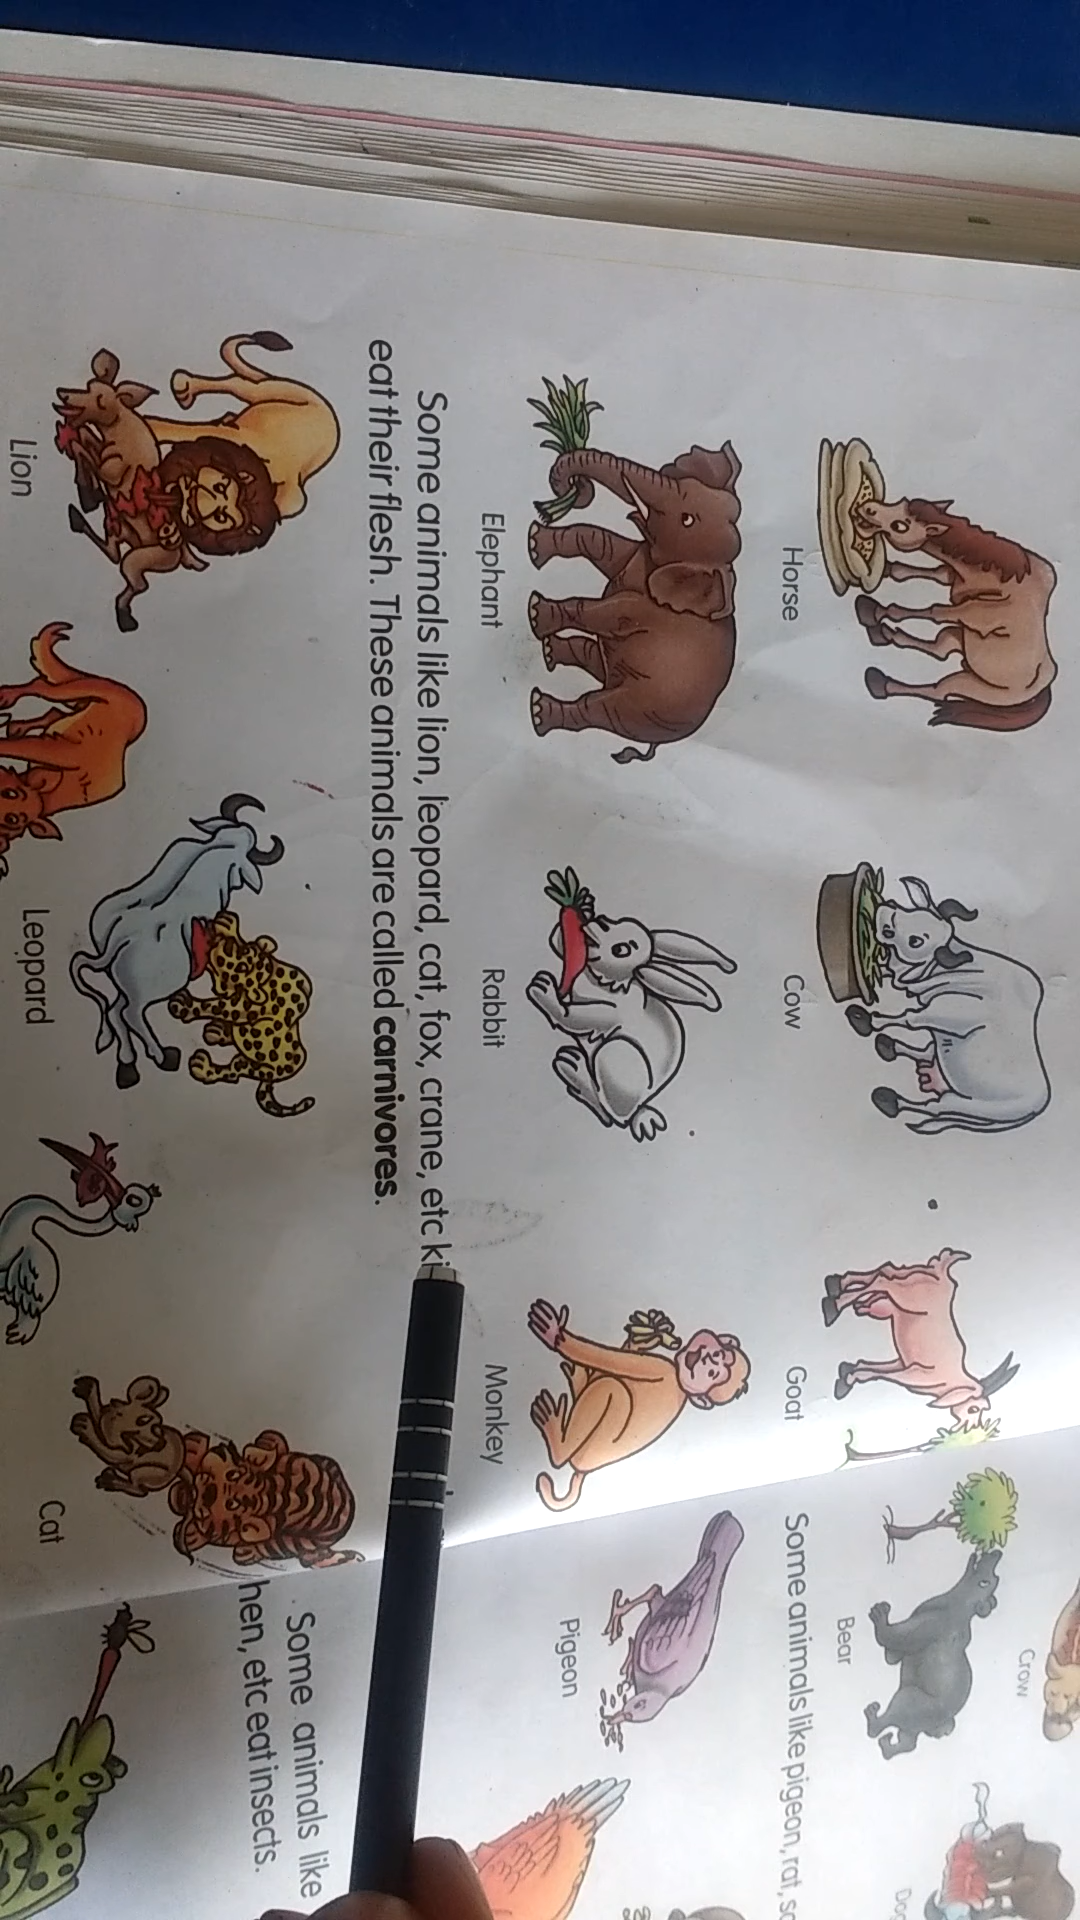 Horse Cow Goat
Elephant Rabbit Monkey
Some animals like lion, leopard, cat, fox, crane, etc
eat their flesh. These animals are called carnivores.
Lion Leopard Cat
Crow
Bear
Some animals like pigeon, rat,
Pigeon
Some animals like
hen, etc eat insects.